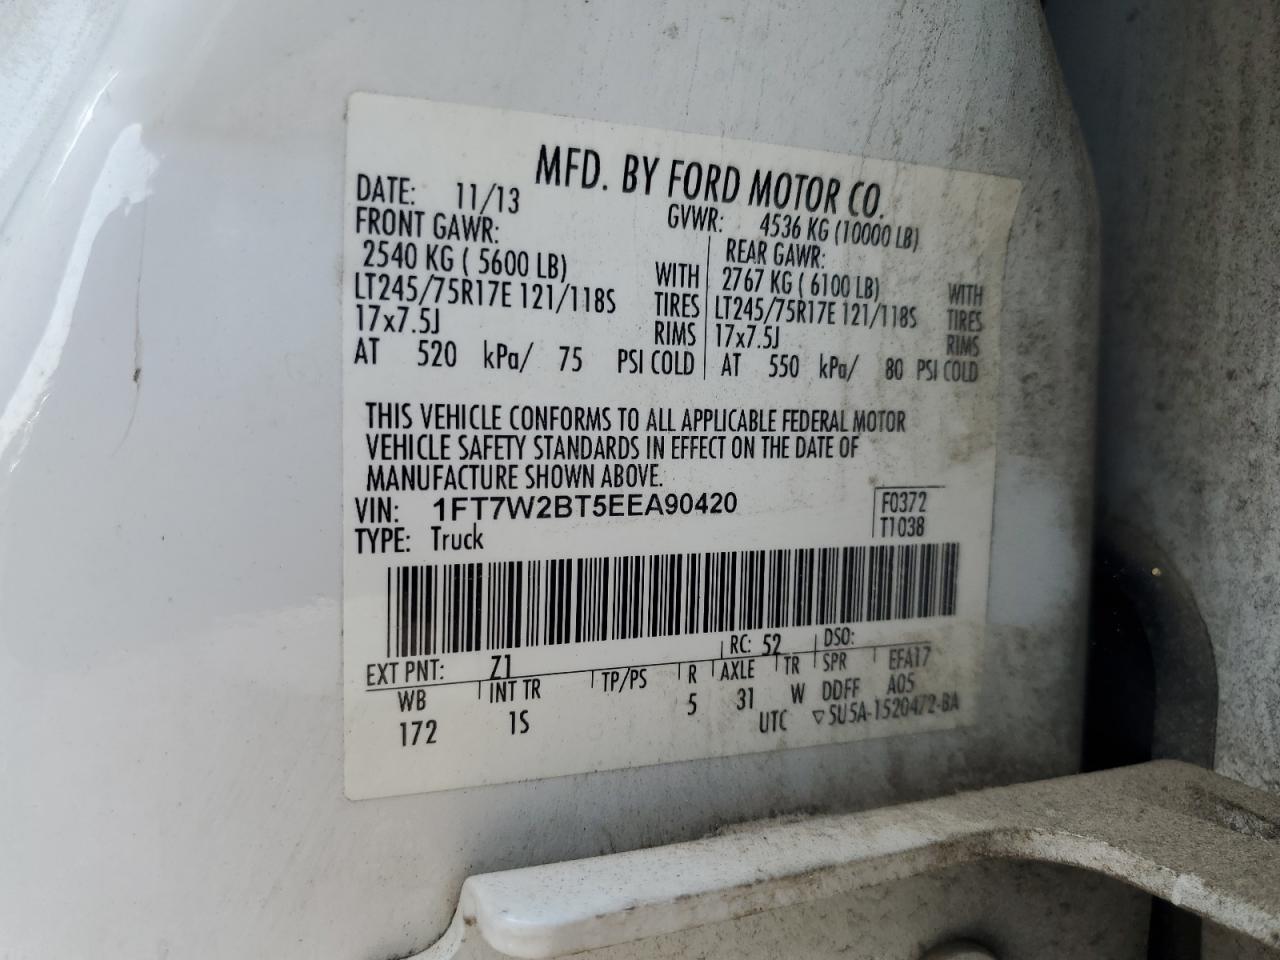 MFD. BY FORD MOTOR CO.
DATE: 11/13 GVWR: 4536 KG (10000 LB)
FRONT GAWR: REAR GAWR:
2540 KG ( 5600 LB) WITH 2767 KG ( 6100 LB) WITH
LT245/75R17E 121/118S TIRES LT245/75R17E 121/118S TIRES
17x7.5J RIMS 17x7.5J RIMS
AT 520 kPa/ 75 PSI COLD AT 550 kPa/ 80 PSI COLD
THIS VEHICLE CONFORMS TO ALL APPLICABLE FEDERAL MOTOR
VEHICLE SAFETY STANDARDS IN EFFECT ON THE DATE OF
MANUFACTURE SHOWN ABOVE.
VIN: 1FT7W2BT5EEA90420 F0372
TYPE: Truck T1038
EXT PNT: Z1 RC: 52 DSO:
WB INT TR TP/PS R AXLE TR SPR EFA17
172 1S 5 31 W DDFF A05
UTC ▽SU5A-1520472-BA